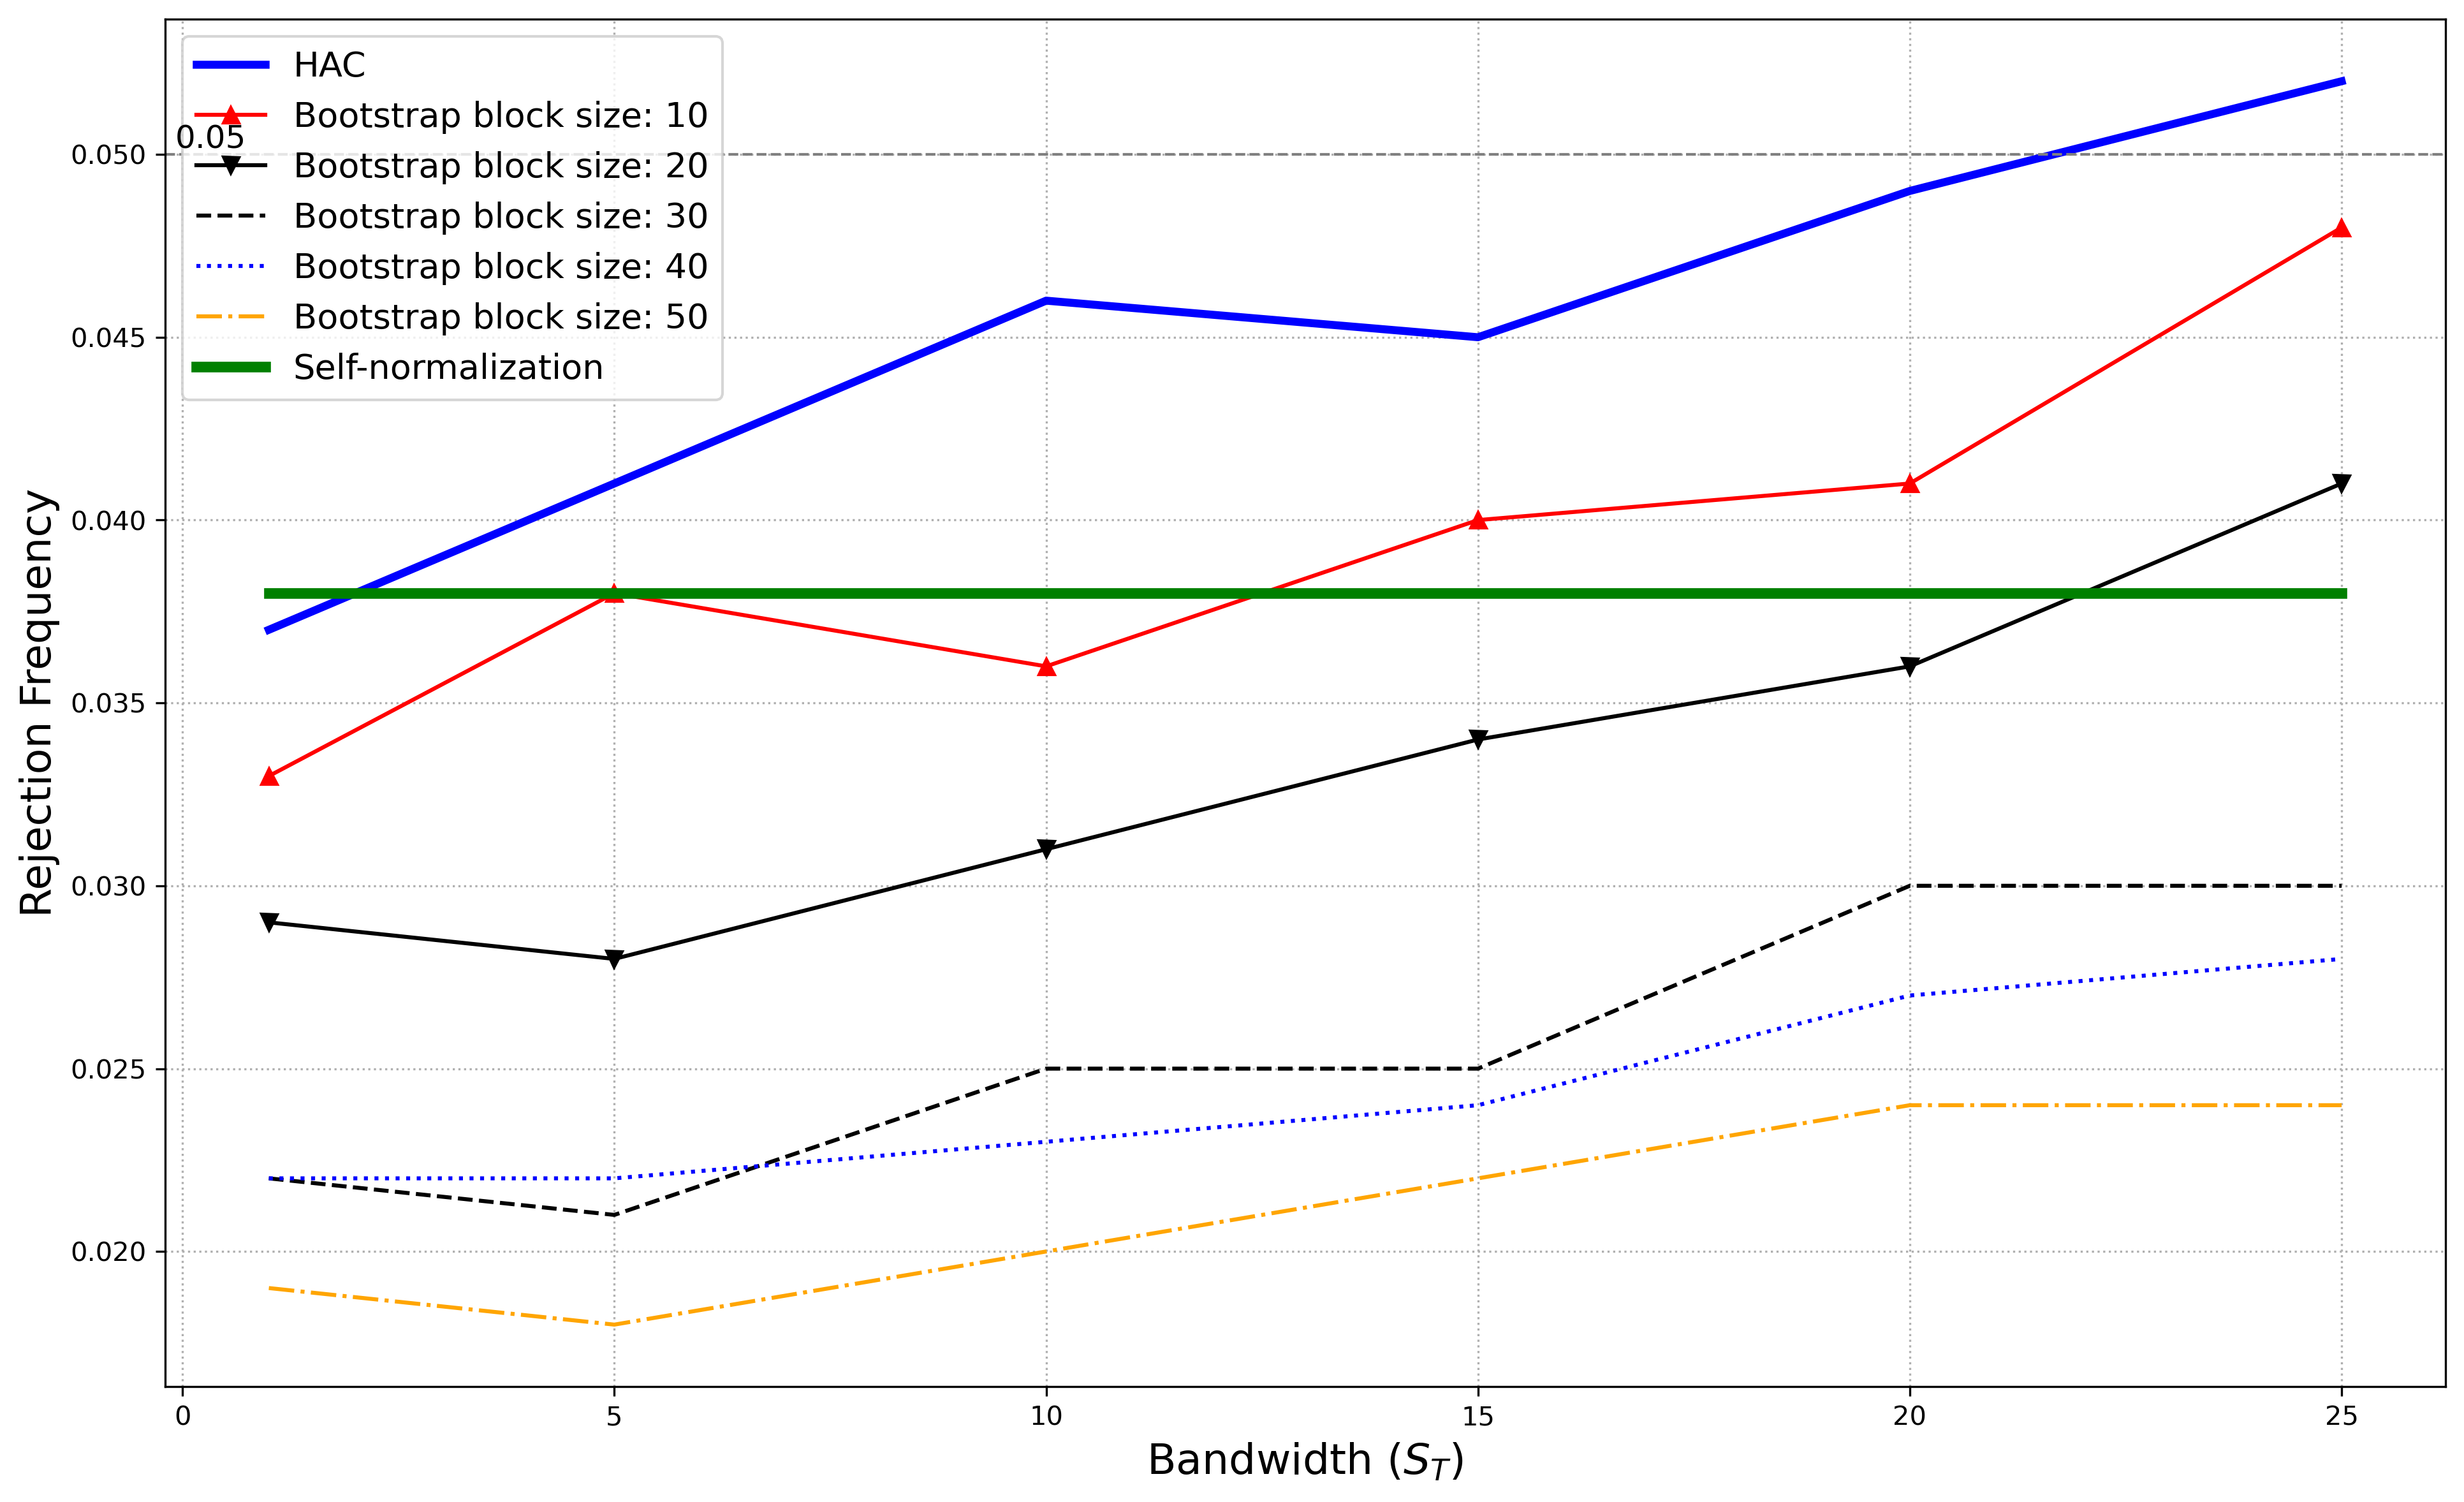 HAC
Bootstrap block size: 10
0.05
Bootstrap block size: 20
Bootstrap block size: 30
Bootstrap block size: 40
Bootstrap block size: 50
Self-normalization
0.050
0.045
0.040
0.035
0.030
0.025
0.020
Rejection Frequency
0 5 10 15 20 25
Bandwidth (S_T)